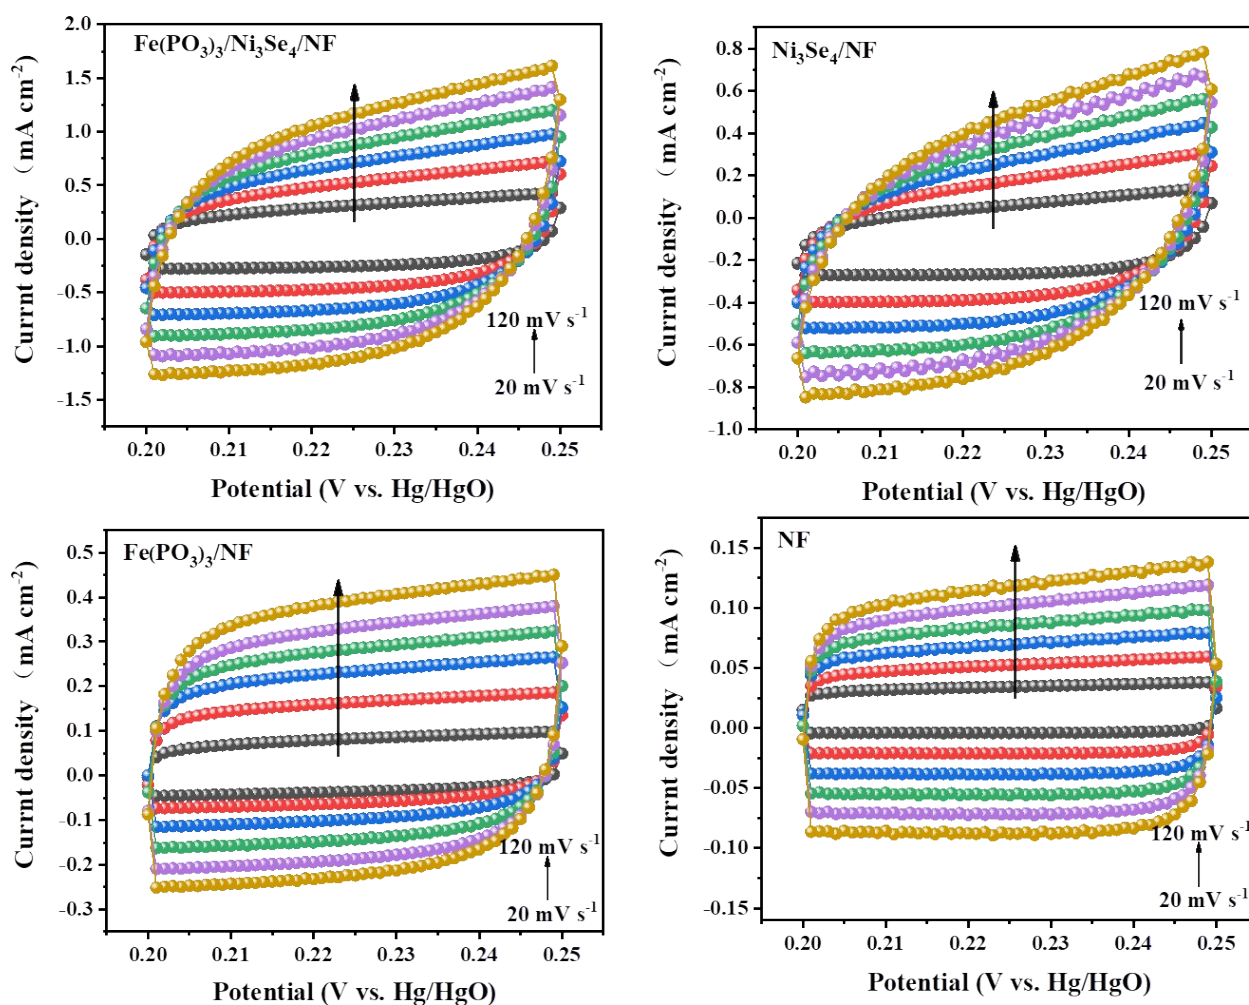 Fe(PO₃)₃/Ni₃Se₄/NF
2.0
1.5
1.0
0.5
0.0
-0.5
-1.0
-1.5
Currnt density （mA cm⁻²)
120 mV s⁻¹
20 mV s⁻¹
0.20 0.21 0.22 0.23 0.24 0.25
Potential (V vs. Hg/HgO)
Ni₃Se₄/NF
0.8
0.6
0.4
0.2
0.0
-0.2
-0.4
-0.6
-0.8
-1.0
Currnt density （mA cm⁻²)
120 mV s⁻¹
20 mV s⁻¹
0.20 0.21 0.22 0.23 0.24 0.25
Potential (V vs. Hg/HgO)
Fe(PO₃)₃/NF
0.5
0.4
0.3
0.2
0.1
0.0
-0.1
-0.2
-0.3
Currnt density （mA cm⁻²)
120 mV s⁻¹
20 mV s⁻¹
0.20 0.21 0.22 0.23 0.24 0.25
Potential (V vs. Hg/HgO)
NF
0.15
0.10
0.05
0.00
-0.05
-0.10
-0.15
Currnt density （mA cm⁻²)
120 mV s⁻¹
20 mV s⁻¹
0.20 0.21 0.22 0.23 0.24 0.25
Potential (V vs. Hg/HgO)